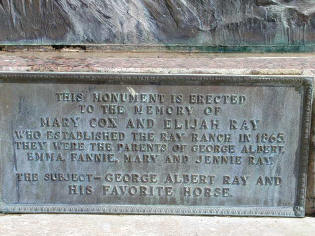 THIS MONUMENT IS ERECTED
TO THE MEMORY OF
MARY COX AND ELIJAH RAY
WHO ESTABLISHED THE RAY RANCH IN 1865
THEY WERE THE PARENTS OF GEORGE ALBERT,
EMMA, FANNIE, MARY AND JENNIE RAY.
THE SUBJECT-GEORGE ALBERT RAY AND
HIS FAVORITE HORSE.